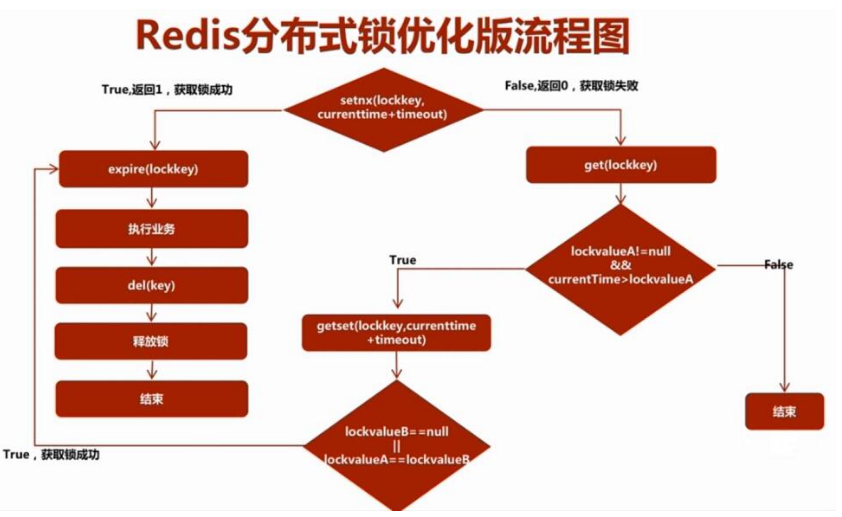 Redis分布式锁优化版流程图
True,返回1，获取锁成功
setnx(lockkey,
currenttime+timeout)
False,返回0，获取锁失败
expire(lockkey)
执行业务
del(key)
释放锁
结束
get(lockkey)
lockvalueA!=null
&&
currentTime>lockvalueA
True
False
getset(lockkey,currenttime
+timeout)
结束
lockvalueB==null
||
lockvalueA==lockvalueB
True，获取锁成功